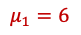 μ₁ = 6